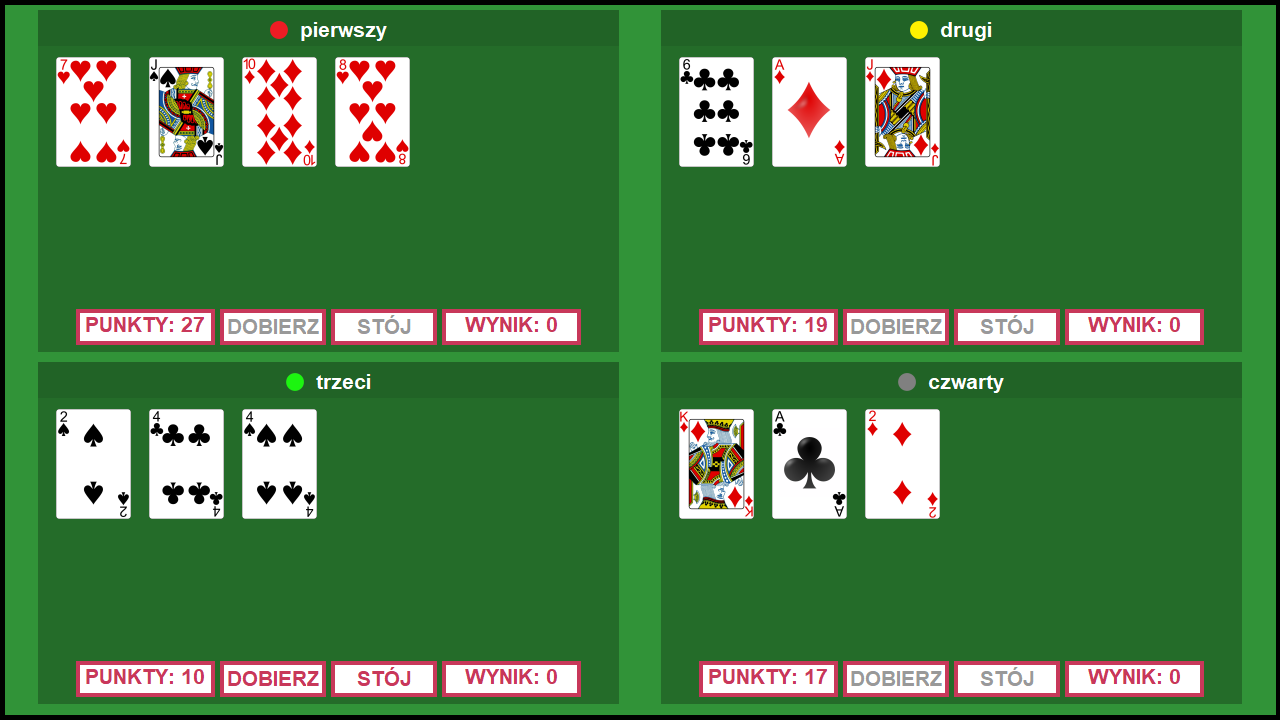 pierwszy
7 J 10 8
7 J 10 8
PUNKTY: 27 DOBIERZ STÓJ WYNIK: 0
drugi
6 A J
6 A J
PUNKTY: 19 DOBIERZ STÓJ WYNIK: 0
trzeci
2 4 4
2 4 4
PUNKTY: 10 DOBIERZ STÓJ WYNIK: 0
czwarty
K A 2
K A 2
PUNKTY: 17 DOBIERZ STÓJ WYNIK: 0